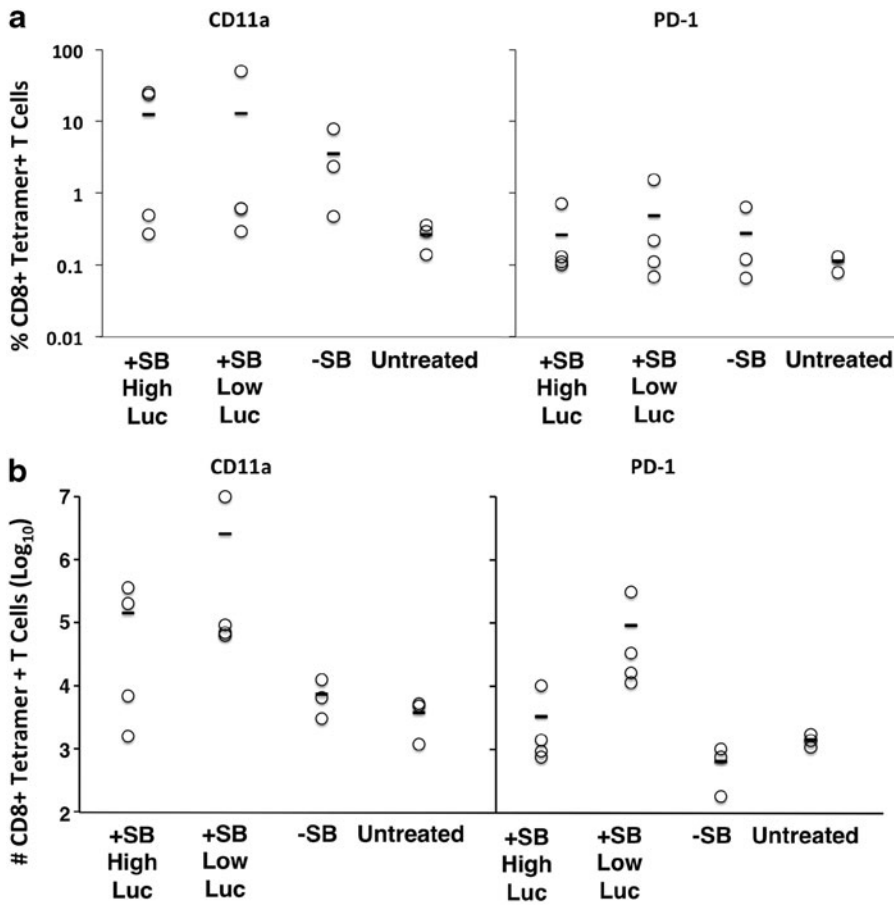 a
CD11a
PD-1
% CD8+ Tetramer+ T Cells
100
10
1
0.1
0.01
+SB High Luc
+SB Low Luc
-SB
Untreated
+SB High Luc
+SB Low Luc
-SB
Untreated
b
CD11a
PD-1
# CD8+ Tetramer + T Cells (Log10)
7
6
5
4
3
2
+SB High Luc
+SB Low Luc
-SB
Untreated
+SB High Luc
+SB Low Luc
-SB
Untreated